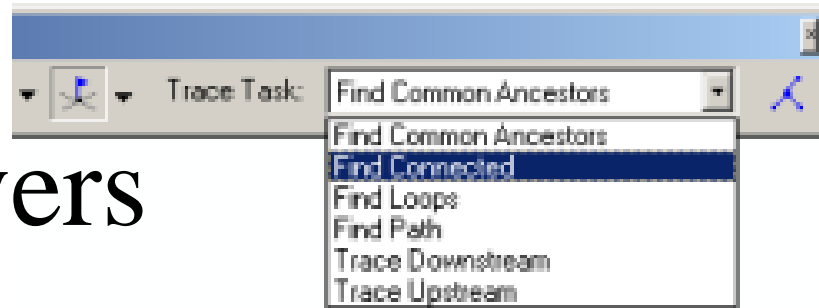 Trace Task: Find Common Ancestors
Find Common Ancestors
Find Connected
Find Loops
Find Path
Trace Downstream
Trace Upstream
vers